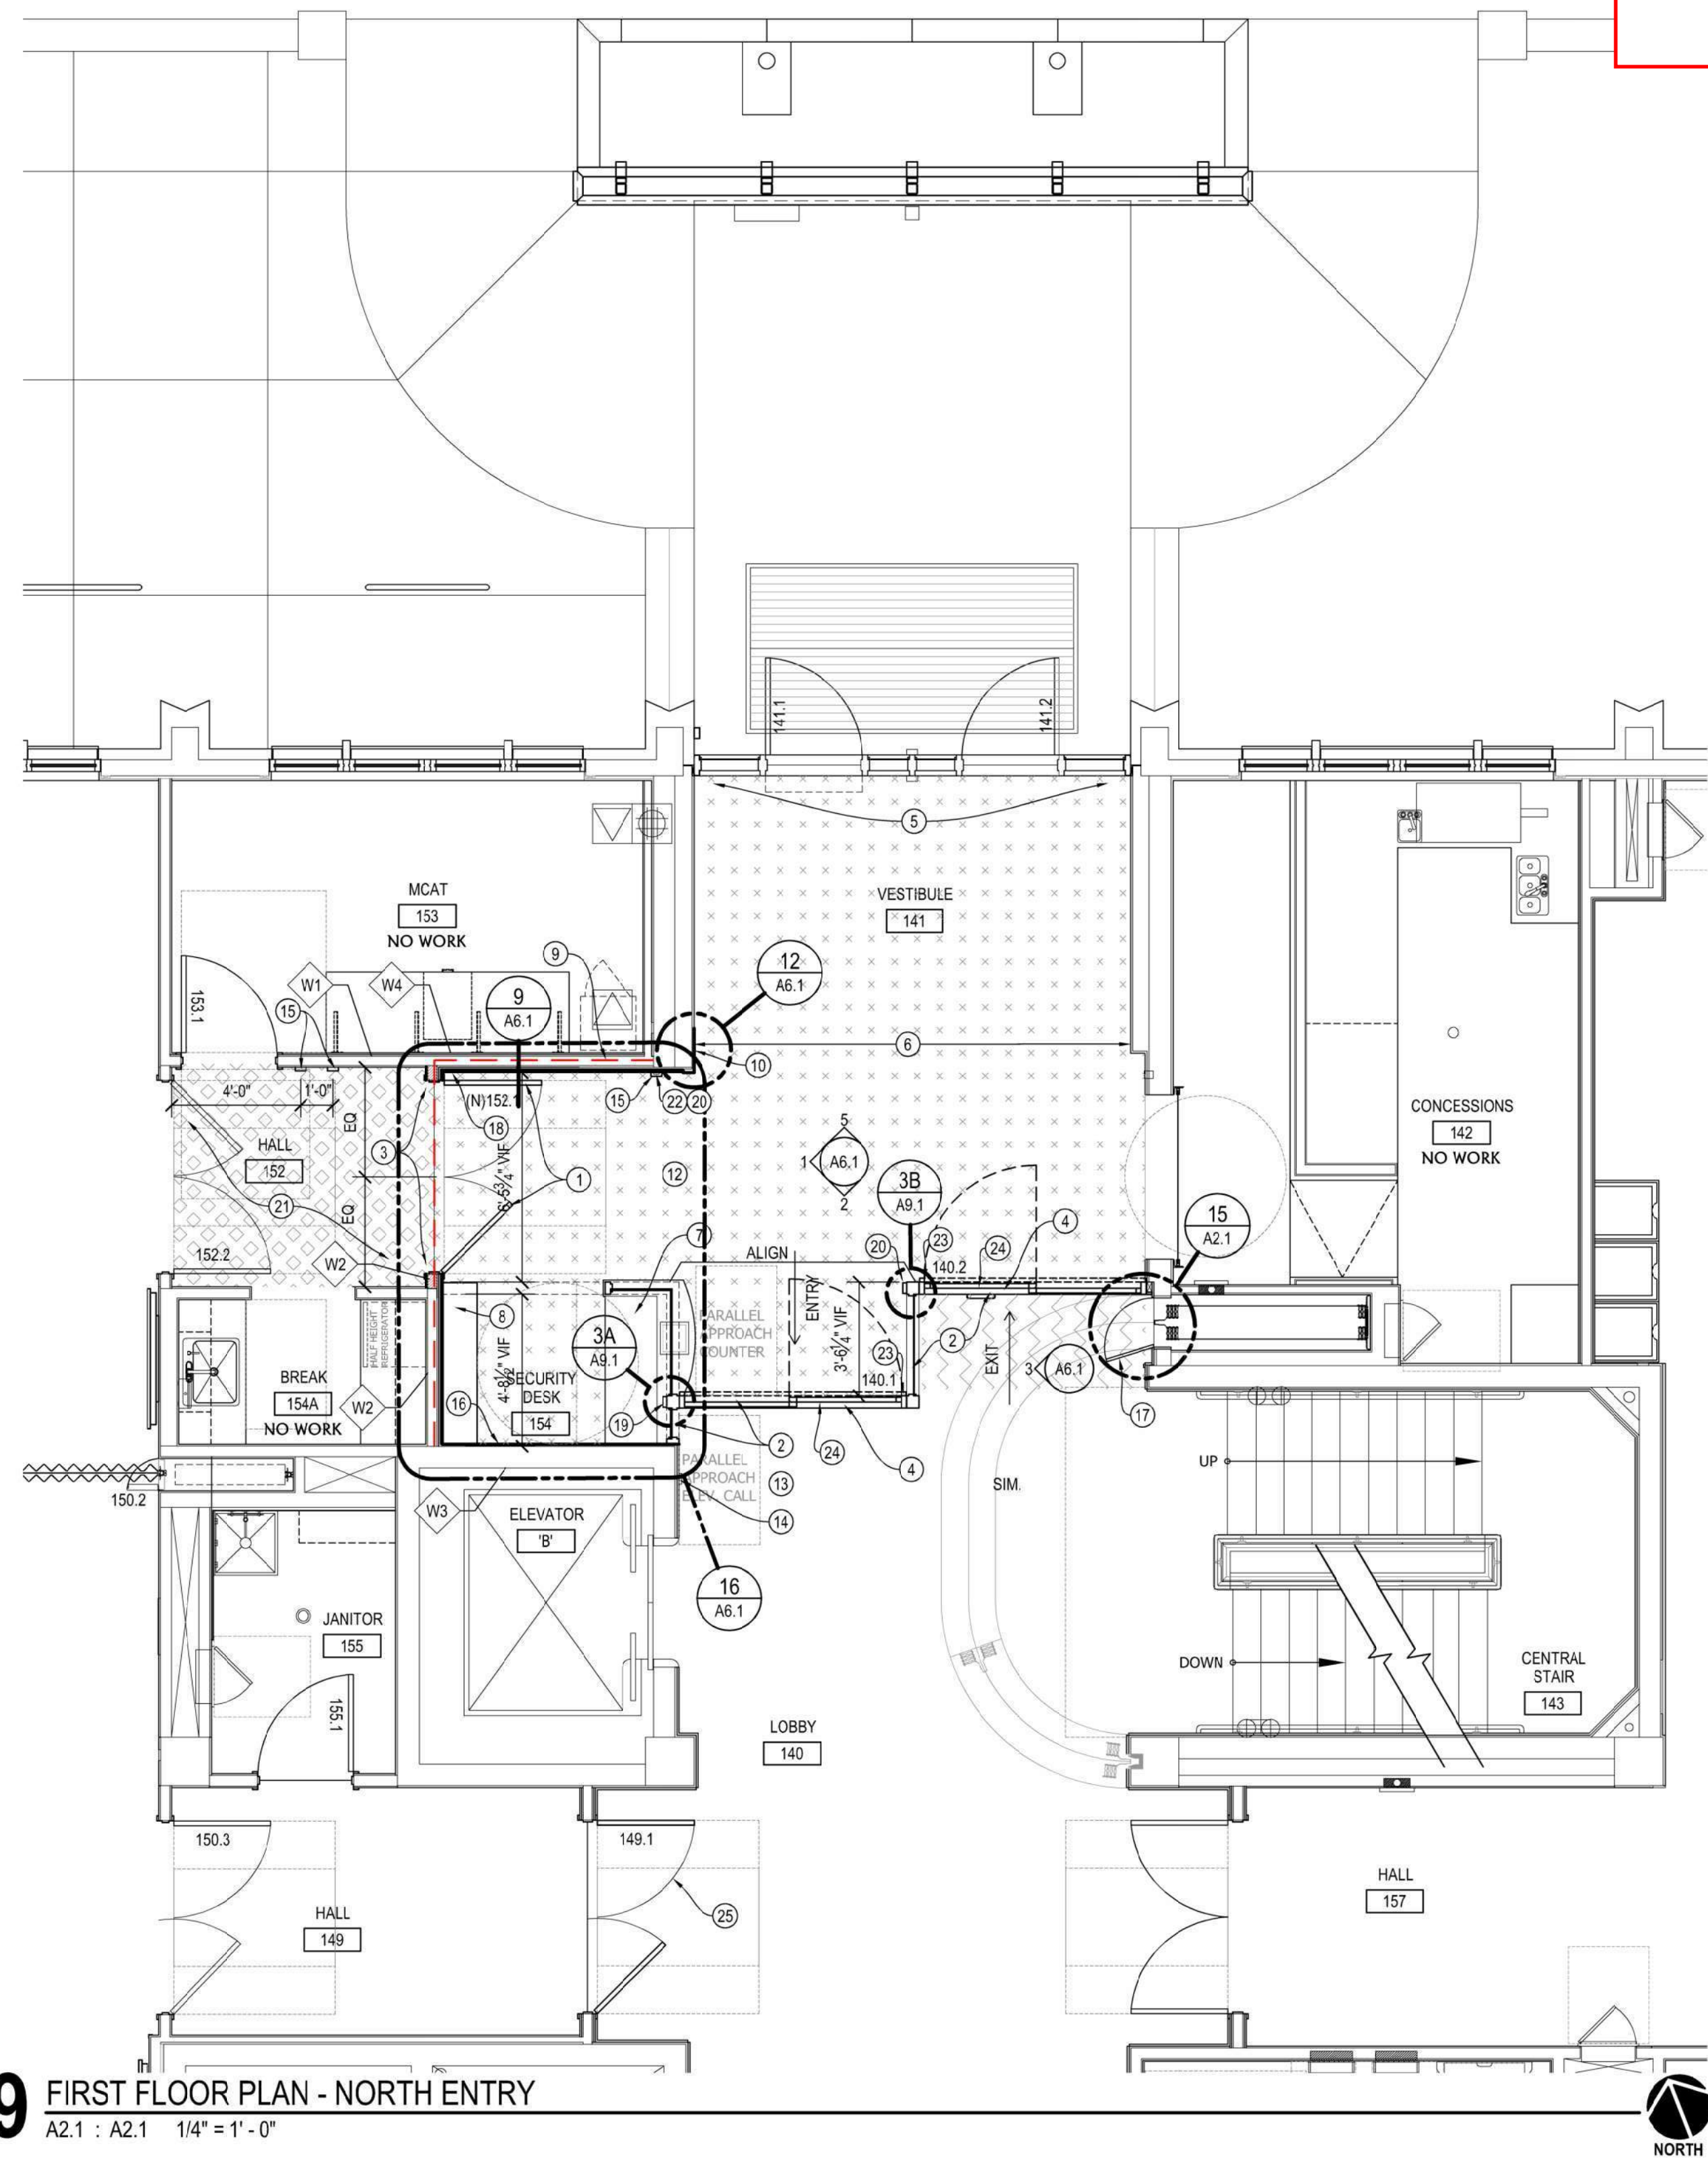 141.1
141.2
5
MCAT
153
NO WORK
VESTIBULE
141
9
12
A6.1
W1
W4
9
A6.1
15
153.1
6
10
4'-0"
1'-0"
EQ
(N)152.1
15
22
20
18
CONCESSIONS
142
NO WORK
HALL
152
3
6'-5¾" VIF
1
12
5
1
A6.1
2
3B
A9.1
21
EQ
15
A2.1
152.2
W2
7
ALIGN
20
23
24
4
140.2
8
ENTRY
PARALLEL
APPROACH
COUNTER
HALF HEIGHT
REFRIGERATOR
4'-8½" VIF
3A
A9.1
3'-6¼" VIF
23
2
EXIT
3
A6.1
140.1
BREAK
154A
NO WORK
W2
16
SECURITY
DESK
154
19
17
2
24
4
PARALLEL
APPROACH
ELEV. CALL
13
UP
SIM.
150.2
W3
ELEVATOR
'B'
14
16
A6.1
JANITOR
155
155.1
DOWN
CENTRAL
STAIR
143
LOBBY
140
150.3
149.1
HALL
157
HALL
149
25
9
FIRST FLOOR PLAN - NORTH ENTRY
A2.1 : A2.1 1/4" = 1' - 0"
NORTH